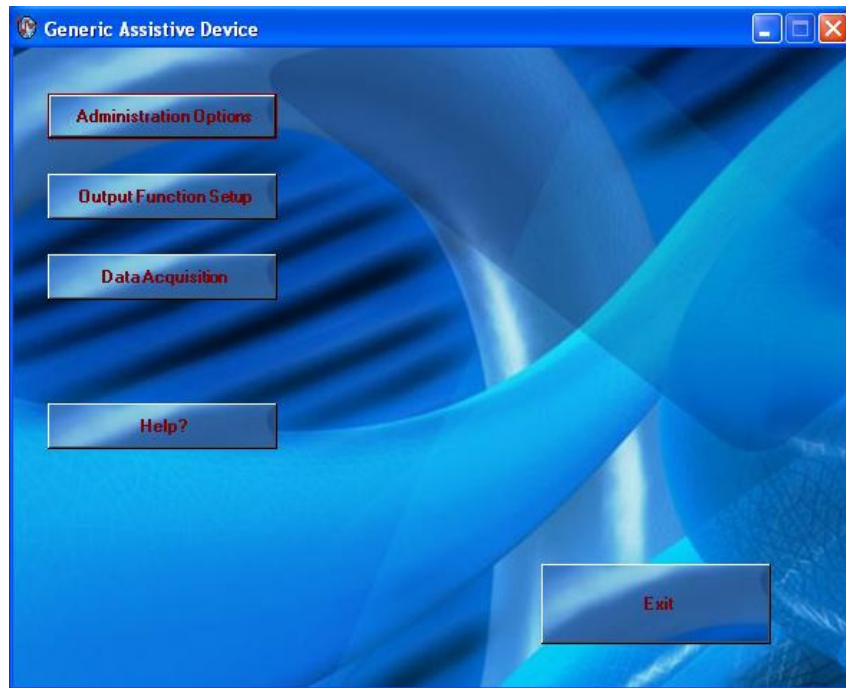 Generic Assistive Device
Administration Options
Output Function Setup
Data Acquisition
Help?
Exit